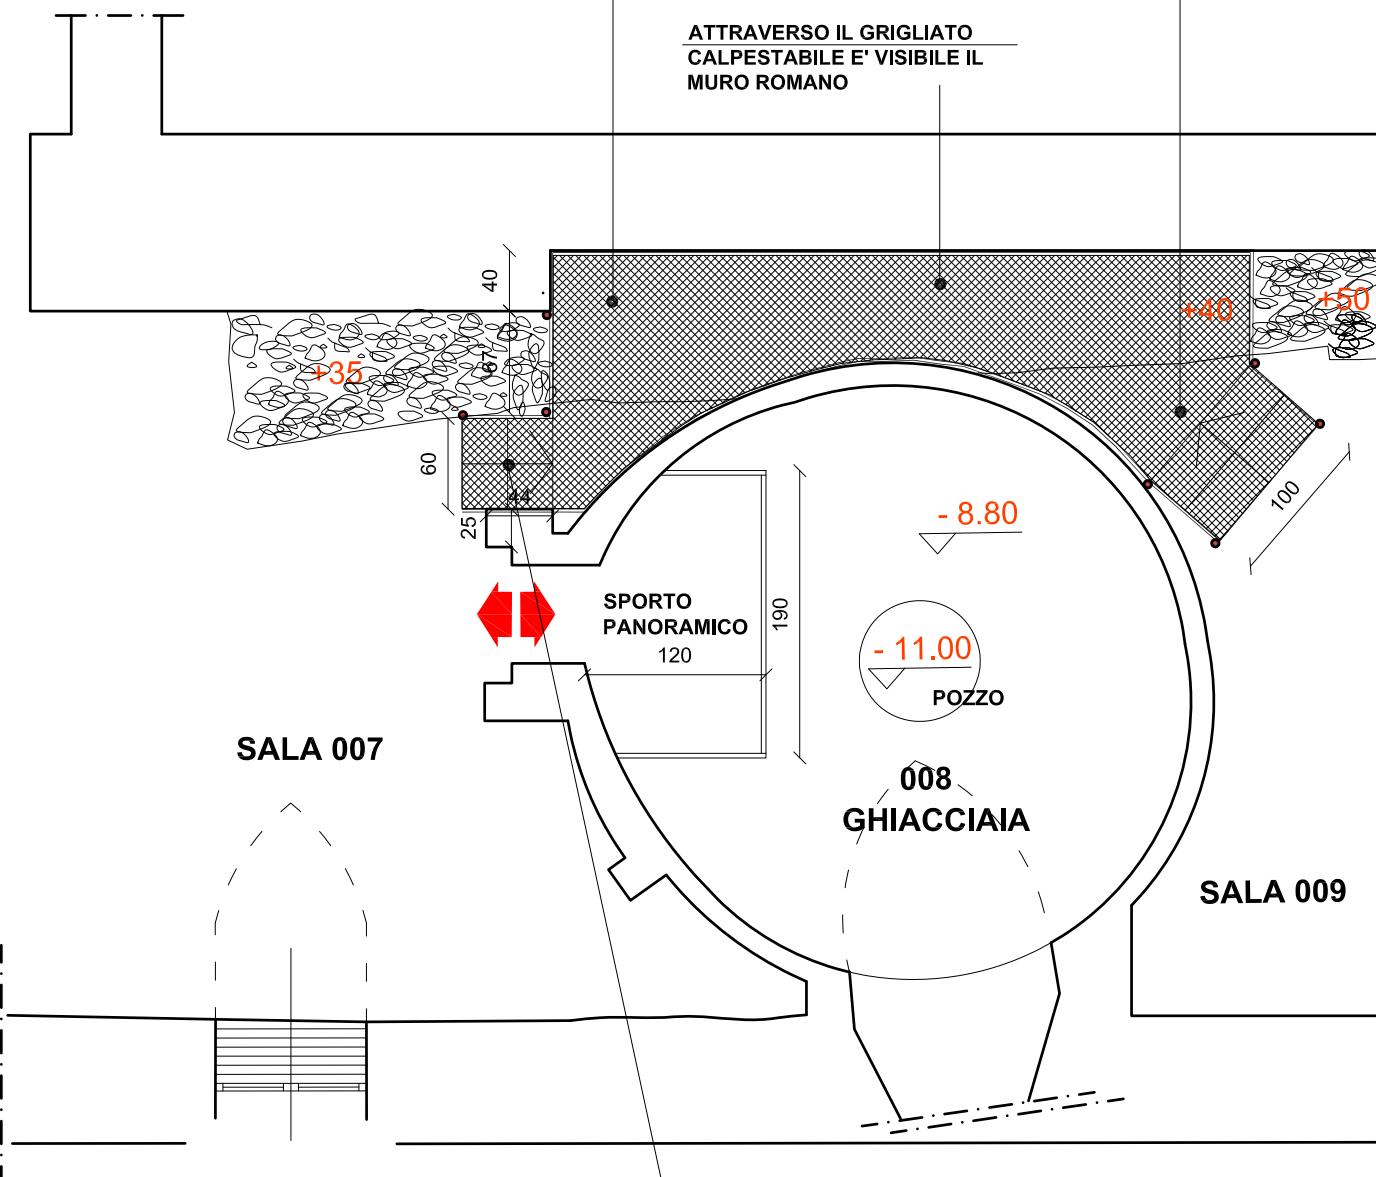 ATTRAVERSO IL GRIGLIATO
CALPESTABILE E' VISIBILE IL
MURO ROMANO
40
+50
+40
67
+35
60
44
25
100
- 8.80
SPORTO
PANORAMICO
190
120
- 11.00
POZZO
SALA 007
008
GHIACCIAIA
SALA 009